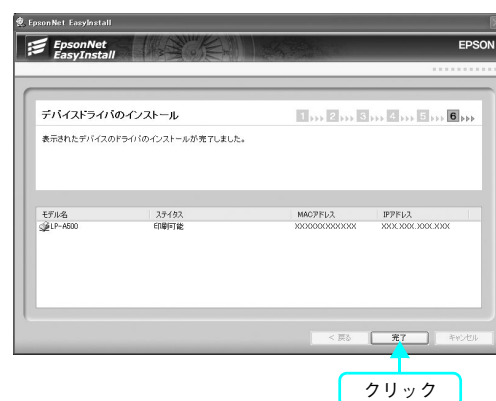 EpsonNet EasyInstall
EpsonNet
EasyInstall
EPSON
デバイスドライバのインストール
1 2 3 4 5 6
表示されたデバイスのドライバのインストールが完了しました。
モデル名 ステイタス MACアドレス IPアドレス
LP-A500 印刷可能 XXXXXXXXXXXX XXX.XXX.XXX.XXX
< 戻る 完了 キャンセル
クリック